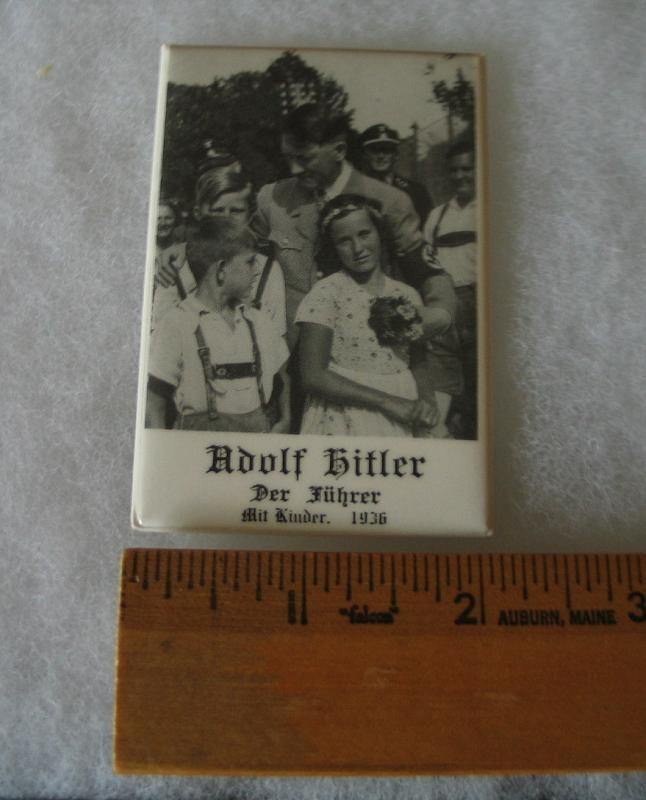 Adolf Hitler
Der Führer
Mit Kinder. 1936
"falcon" 2 AUBURN, MAINE 3